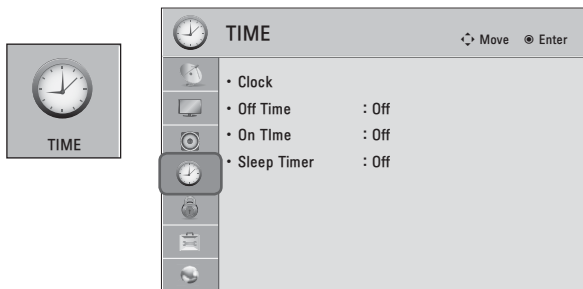 TIME
TIME
Move Enter
• Clock
• Off Time : Off
• On TIme : Off
• Sleep Timer : Off